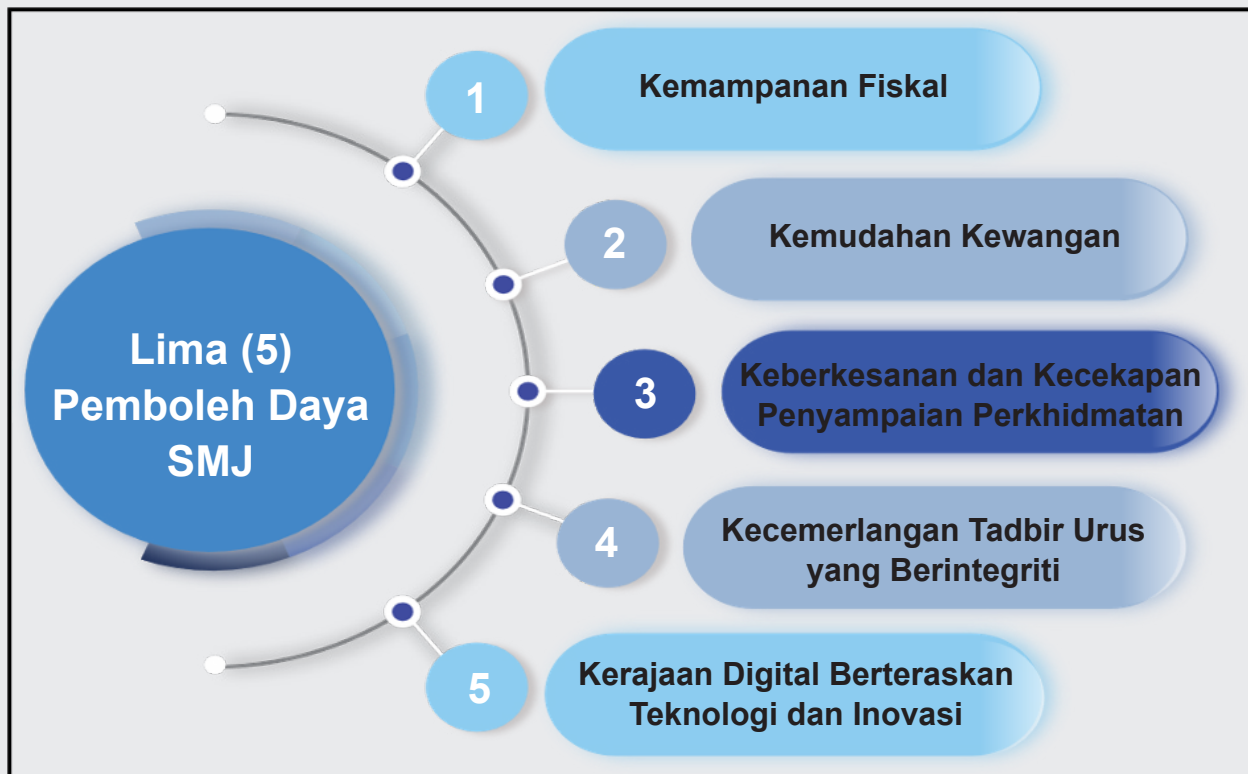 Lima (5)
Pemboleh Daya
SMJ
1
Kemampanan Fiskal
2
Kemudahan Kewangan
3
Keberkesanan dan Kecekapan
Penyampaian Perkhidmatan
4
Kecemerlangan Tadbir Urus
yang Berintegriti
5
Kerajaan Digital Berteraskan
Teknologi dan Inovasi